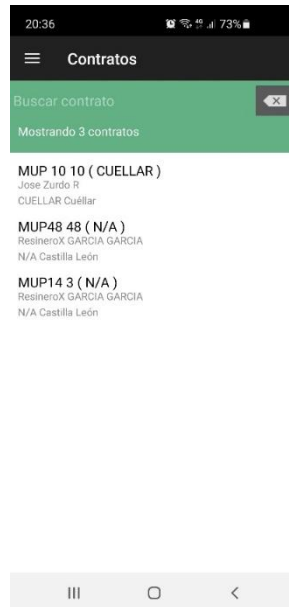 20:36 4G 73%
Contratos
Buscar contrato
Mostrando 3 contratos
MUP 10 10 ( CUELLAR )
Jose Zurdo R
CUELLAR Cuéllar
MUP48 48 ( N/A )
ResineroX GARCIA GARCIA
N/A Castilla León
MUP14 3 ( N/A )
ResineroX GARCIA GARCIA
N/A Castilla León